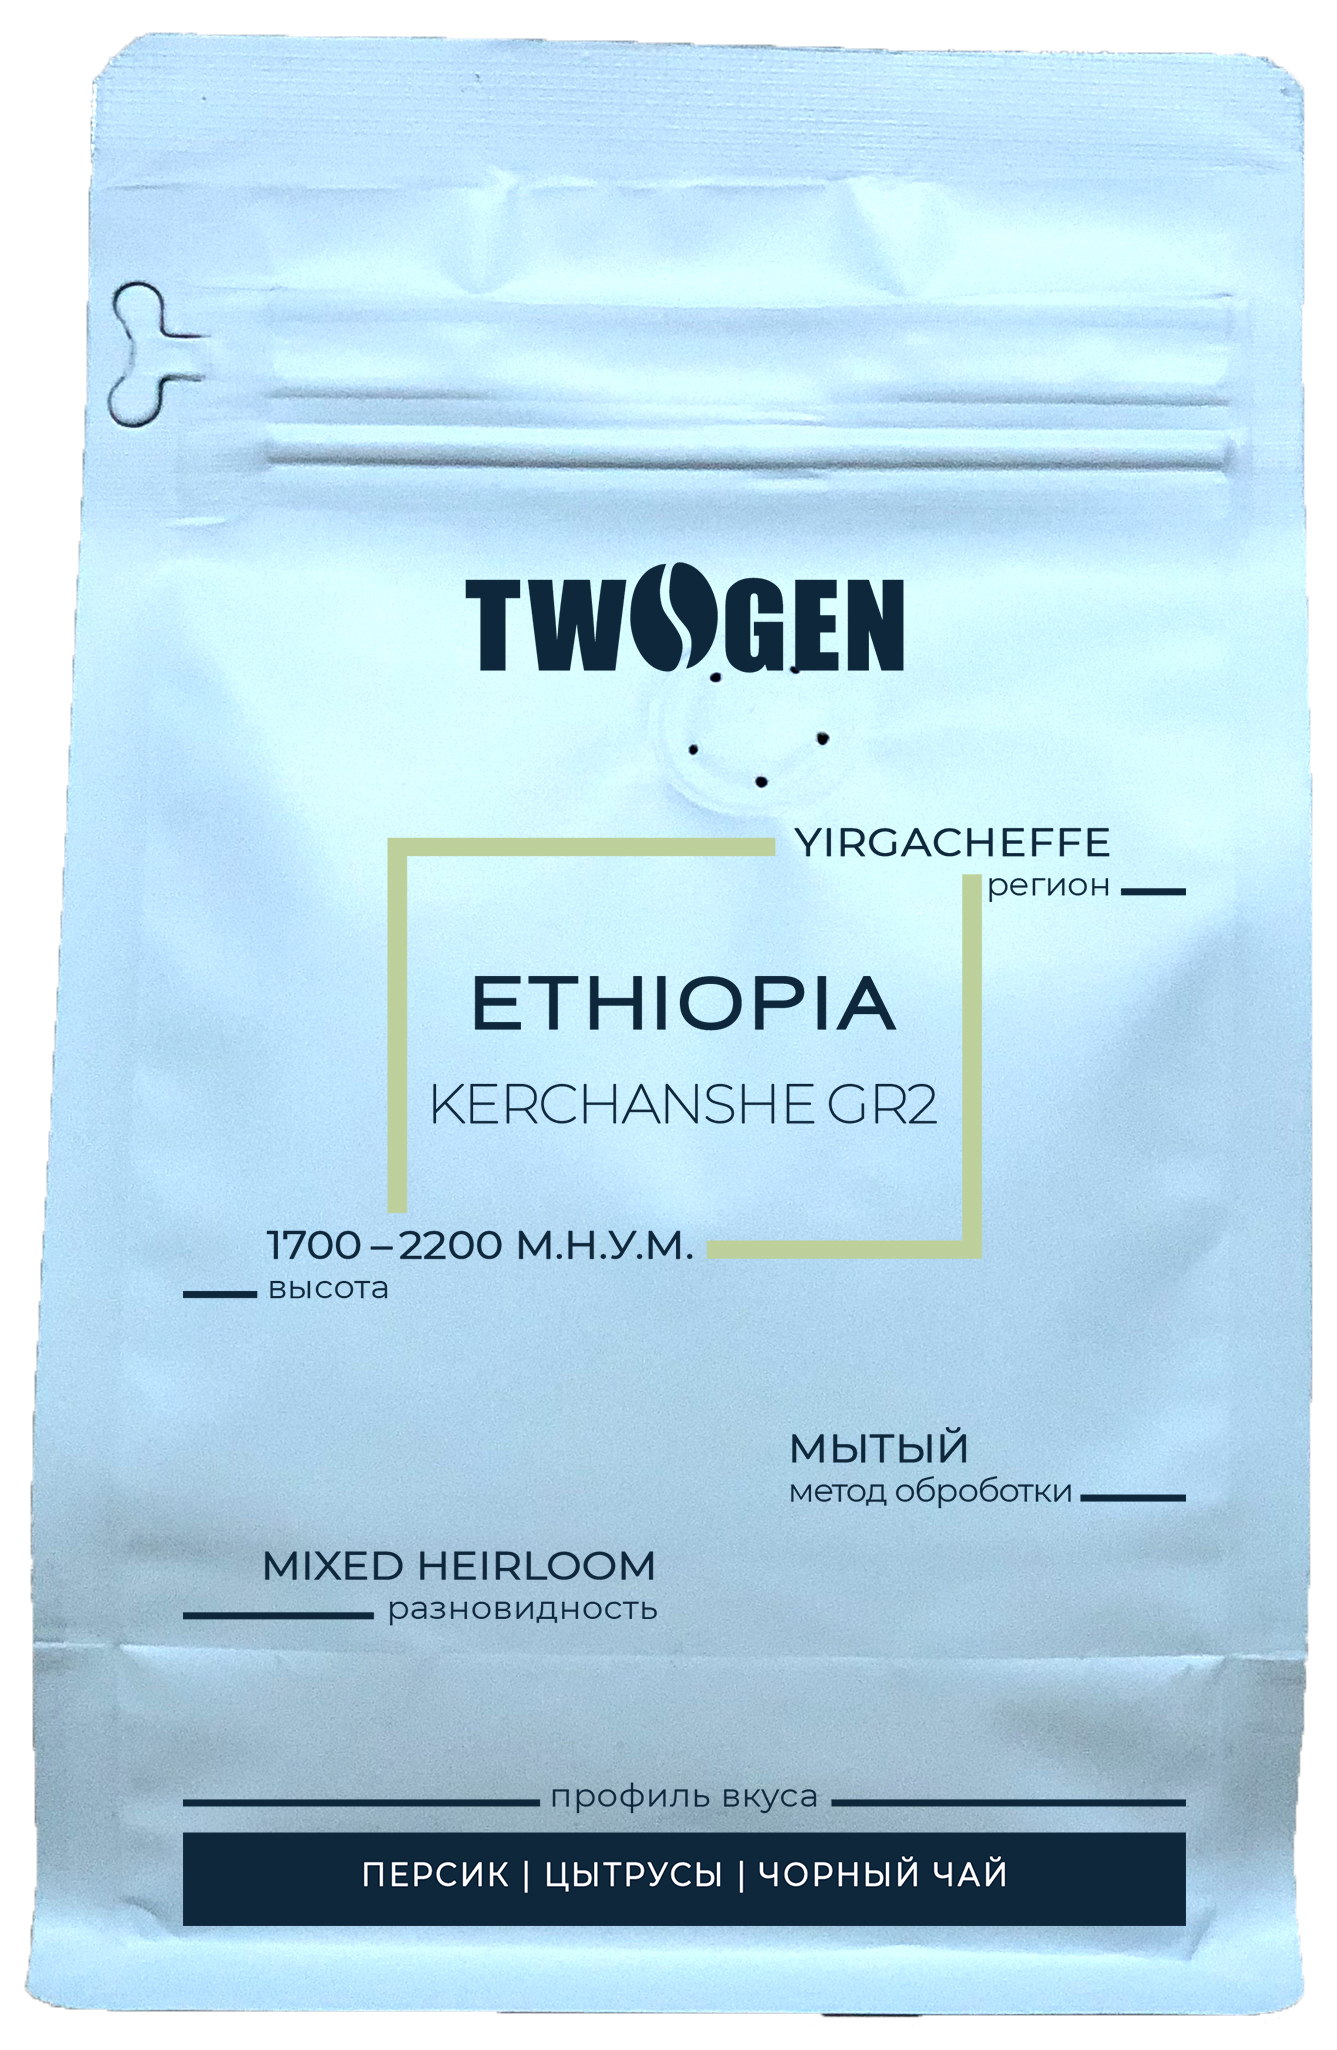 TWOGEN
YIRGACHEFFE
регион
ETHIOPIA
KERCHANSHE GR2
1700 – 2200 М.Н.У.М.
высота
МЫТЫЙ
метод оброботки
MIXED HEIRLOOM
разновидность
профиль вкуса
ПЕРСИК | ЦЫТРУСЫ | ЧОРНЫЙ ЧАЙ